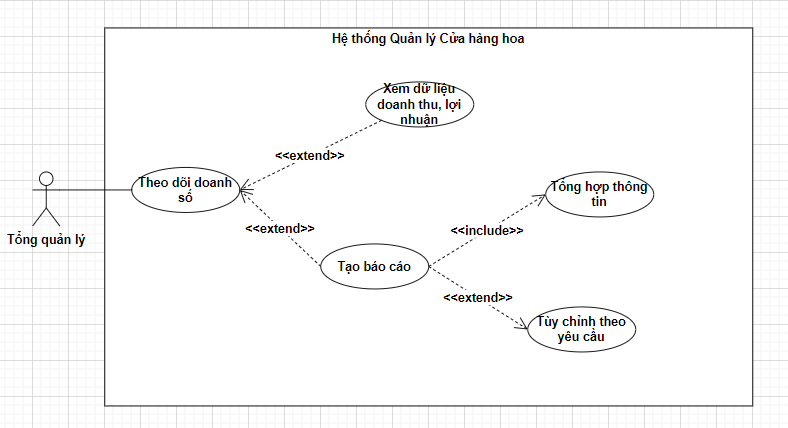 Hệ thống Quản lý Cửa hàng hoa
Xem dữ liệu
doanh thu, lợi
nhuận
<<extend>>
Theo dõi doanh
số
Tổng hợp thông
tin
<<extend>>
<<include>>
Tổng quản lý
Tạo báo cáo
<<extend>>
Tùy chỉnh theo
yêu cầu